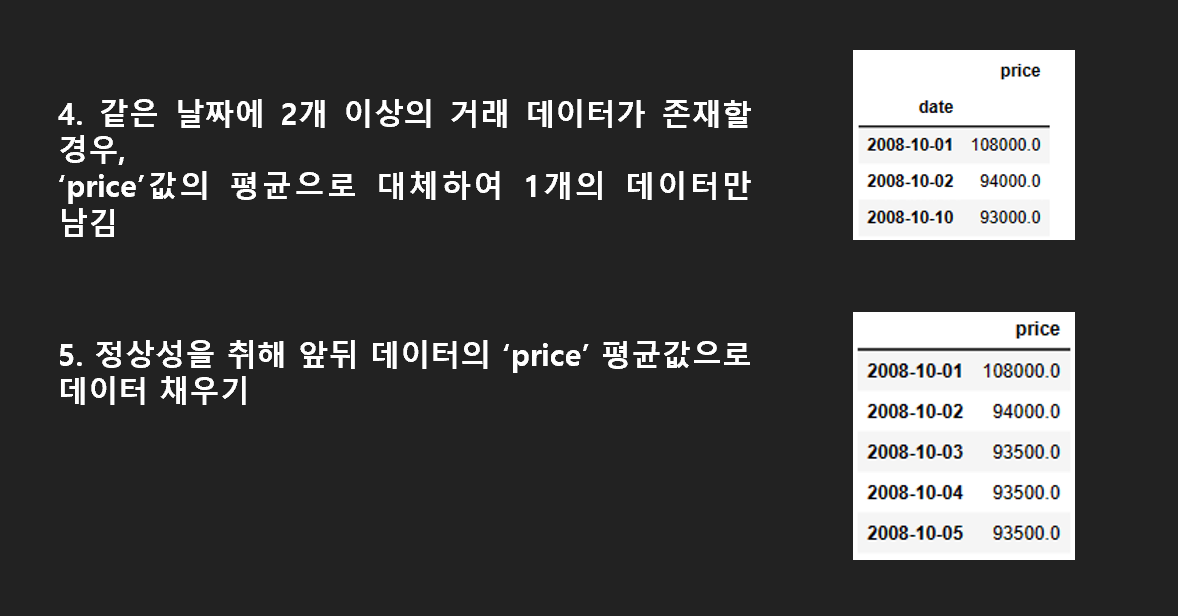 4. 같은 날짜에 2개 이상의 거래 데이터가 존재할
경우,
‘price’값의 평균으로 대체하여 1개의 데이터만
남김
price
date
2008-10-01 108000.0
2008-10-02 94000.0
2008-10-10 93000.0
5. 정상성을 취해 앞뒤 데이터의 ‘price’ 평균값으로
데이터 채우기
price
2008-10-01 108000.0
2008-10-02 94000.0
2008-10-03 93500.0
2008-10-04 93500.0
2008-10-05 93500.0